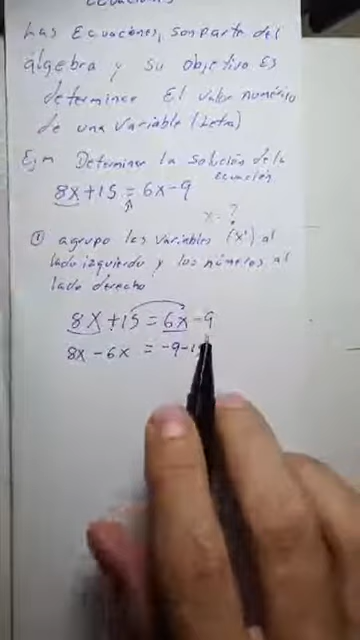 Ecuaciones
Las Ecuaciones, son parte del
álgebra y su objetivo Es
determinar El valor numérico
de una variable (Letra)
Ejm Determinar la solución de la
ecuación
8x + 15 = 6x - 9
x = ?
① agrupo las variables (x) al
lado izquierdo y los números al
lado derecho
8x + 15 = 6x - 9
8x - 6x = -9 - 1